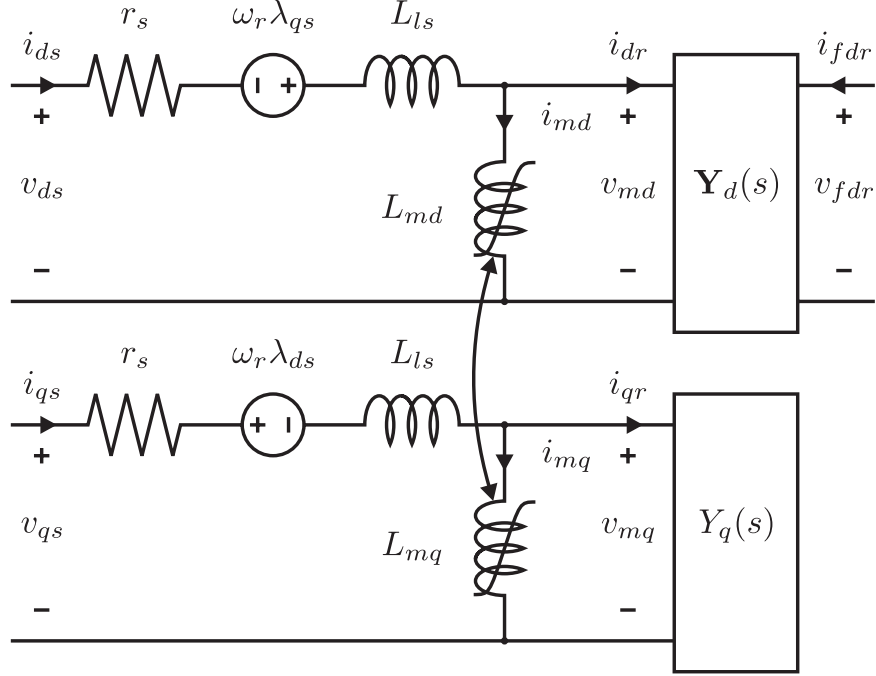 r_s ω_r λ_qs L_ls
i_ds i_dr i_fdr
− +
+ i_md + +
v_ds L_md v_md Y_d(s) v_fdr
− − −
r_s ω_r λ_ds L_ls
i_qs i_qr
+ −
+ i_mq +
v_qs L_mq v_mq Y_q(s)
− −